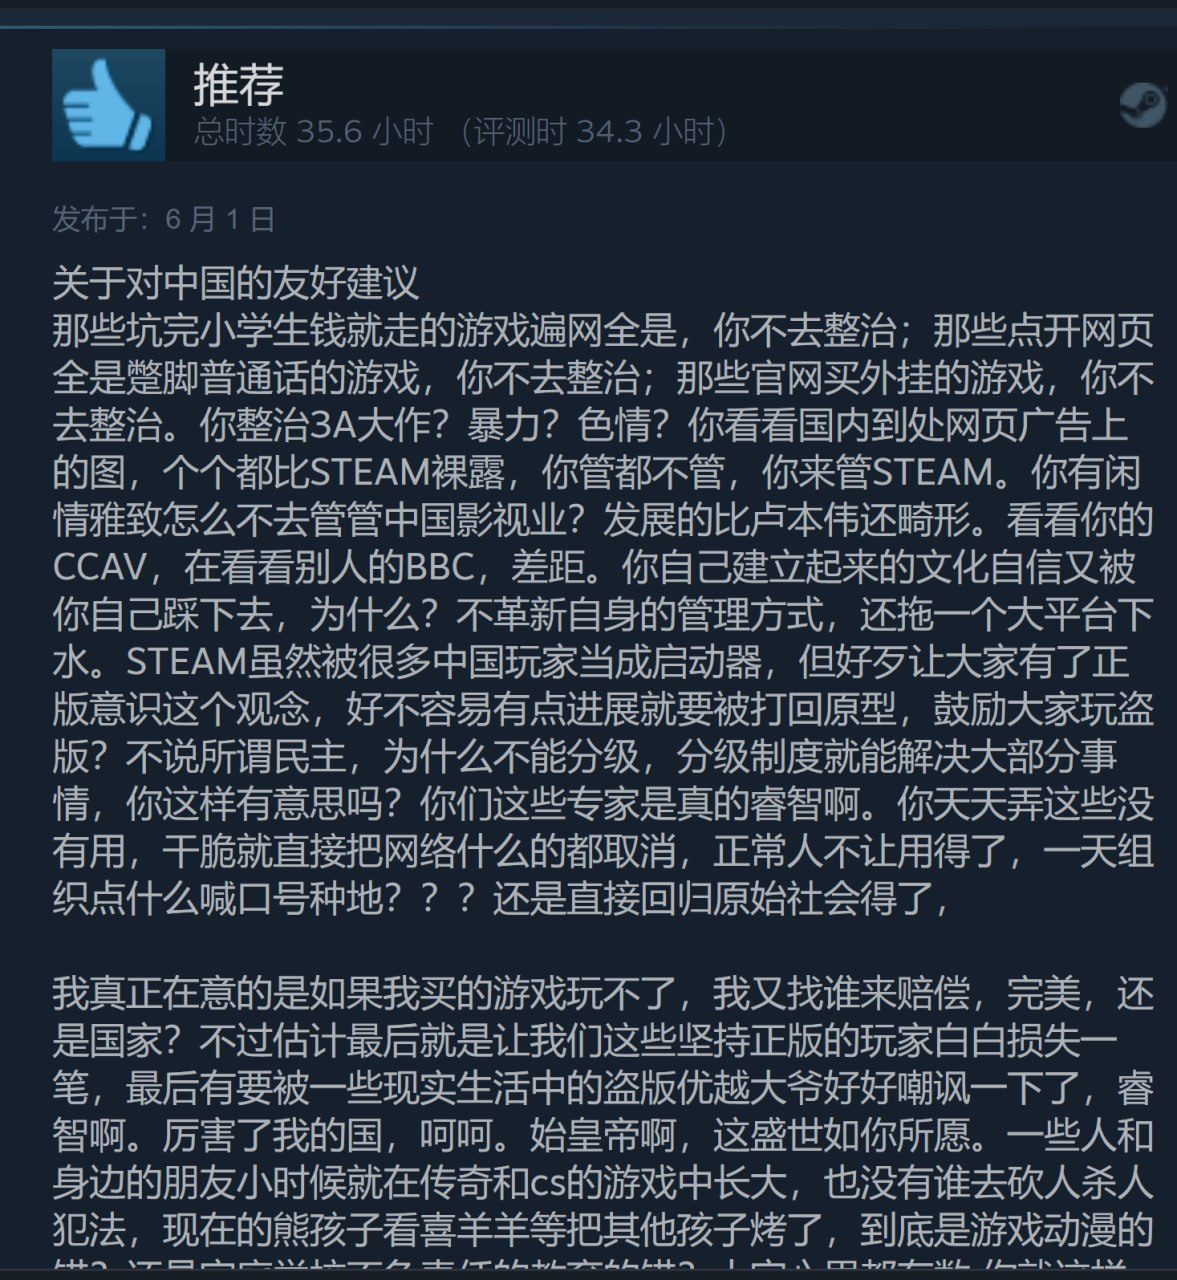 推荐
总时数 35.6 小时 （评测时 34.3 小时）
发布于：6 月 1 日
关于对中国的友好建议
那些坑完小学生钱就走的游戏遍网全是，你不去整治；那些点开网页
全是蹩脚普通话的游戏，你不去整治；那些官网买外挂的游戏，你不
去整治。你整治3A大作？暴力？色情？你看看国内到处网页广告上
的图，个个都比STEAM裸露，你管都不管，你来管STEAM。你有闲
情雅致怎么不去管管中国影视业？发展的比卢本伟还畸形。看看你的
CCAV，在看看别人的BBC，差距。你自己建立起来的文化自信又被
你自己踩下去，为什么？不革新自身的管理方式，还拖一个大平台下
水。STEAM虽然被很多中国玩家当成启动器，但好歹让大家有了正
版意识这个观念，好不容易有点进展就要被打回原型，鼓励大家玩盗
版？不说所谓民主，为什么不能分级，分级制度就能解决大部分事
情，你这样有意思吗？你们这些专家是真的睿智啊。你天天弄这些没
有用，干脆就直接把网络什么的都取消，正常人不让用得了，一天组
织点什么喊口号种地？？？还是直接回归原始社会得了，
我真正在意的是如果我买的游戏玩不了，我又找谁来赔偿，完美，还
是国家？不过估计最后就是让我们这些坚持正版的玩家白白损失一
笔，最后有要被一些现实生活中的盗版优越大爷好好嘲讽一下了，睿
智啊。厉害了我的国，呵呵。始皇帝啊，这盛世如你所愿。一些人和
身边的朋友小时候就在传奇和cs的游戏中长大，也没有谁去砍人杀人
犯法，现在的熊孩子看喜羊羊等把其他孩子烤了，到底是游戏动漫的